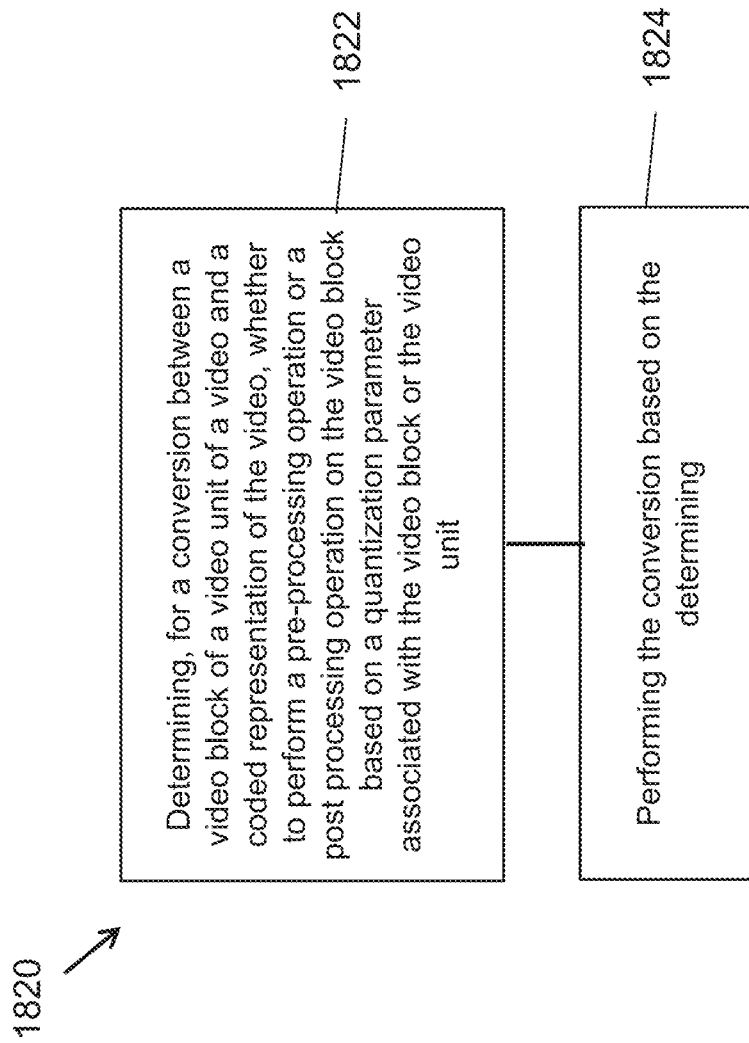 1820
Determining, for a conversion between a
video block of a video unit of a video and a
coded representation of the video, whether
to perform a pre-processing operation or a
post processing operation on the video block
based on a quantization parameter
associated with the video block or the video
unit
1822
Performing the conversion based on the
determining
1824